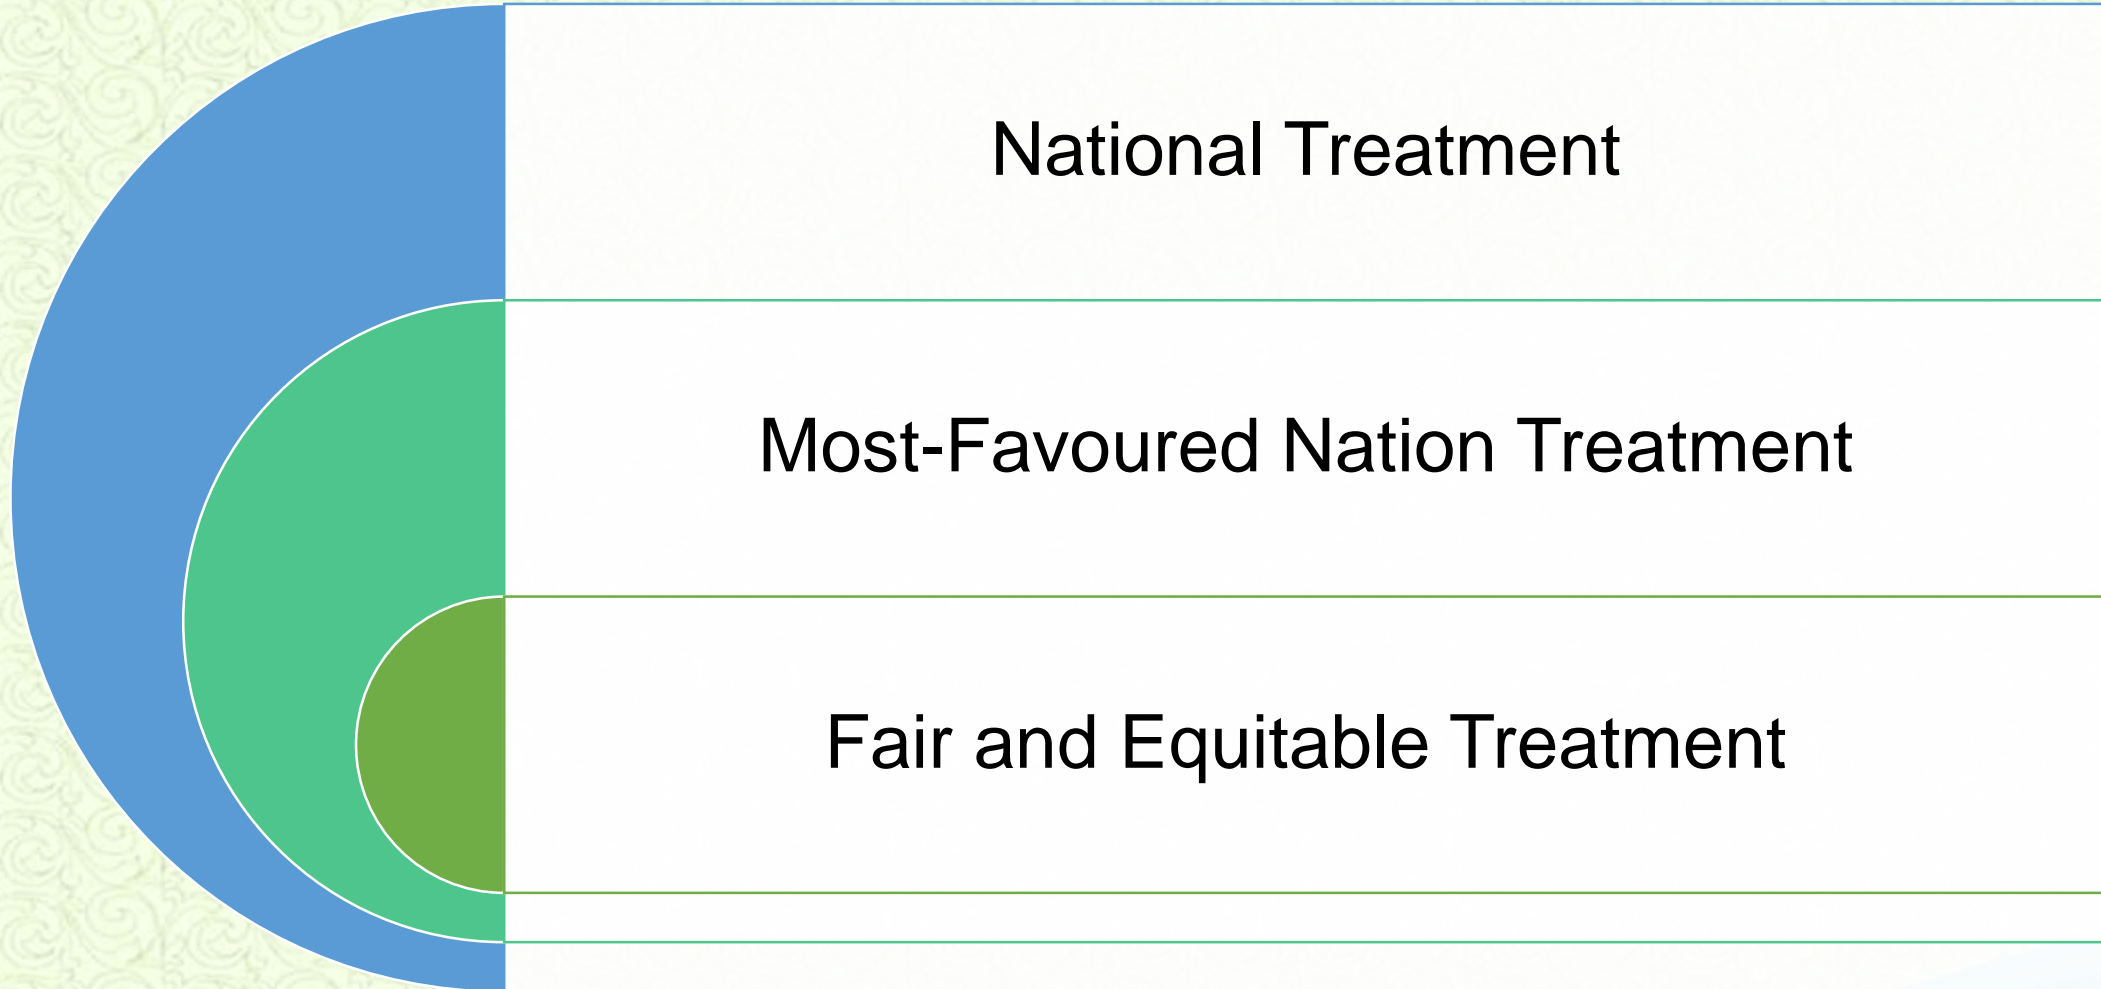 National Treatment
Most-Favoured Nation Treatment
Fair and Equitable Treatment